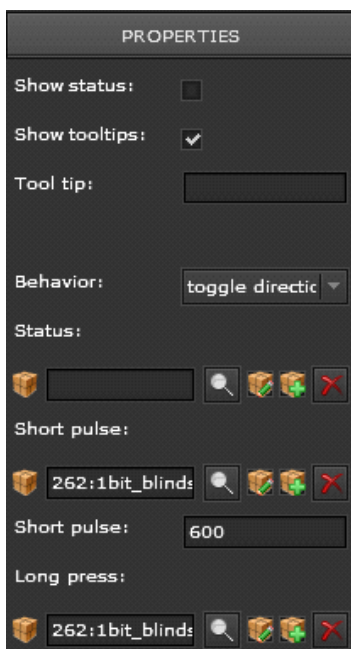 PROPERTIES
Show status:
Show tooltips:
Tool tip:
Behavior:
toggle directic
Status:
Short pulse:
262:1bit_blinds
Short pulse:
600
Long press:
262:1bit_blinds